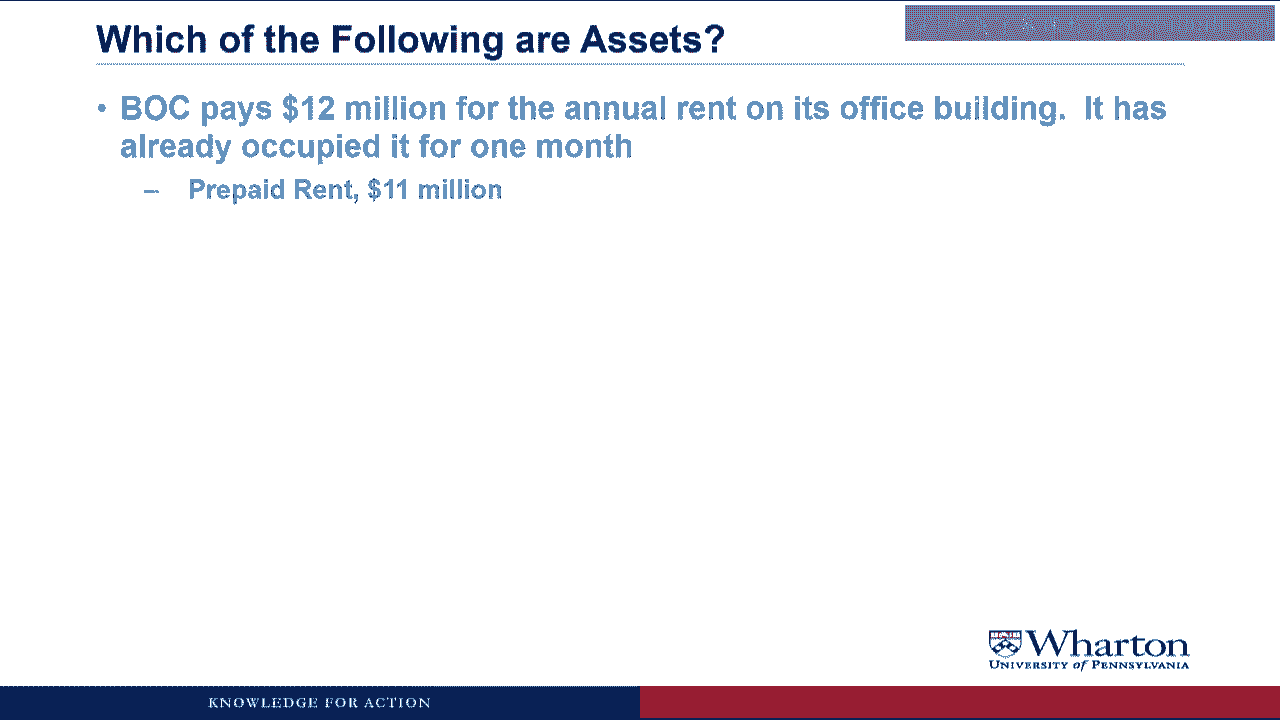 Which of the Following are Assets?
• BOC pays $12 million for the annual rent on its office building. It has
already occupied it for one month
– Prepaid Rent, $11 million
Wharton
UNIVERSITY of PENNSYLVANIA
KNOWLEDGE FOR ACTION